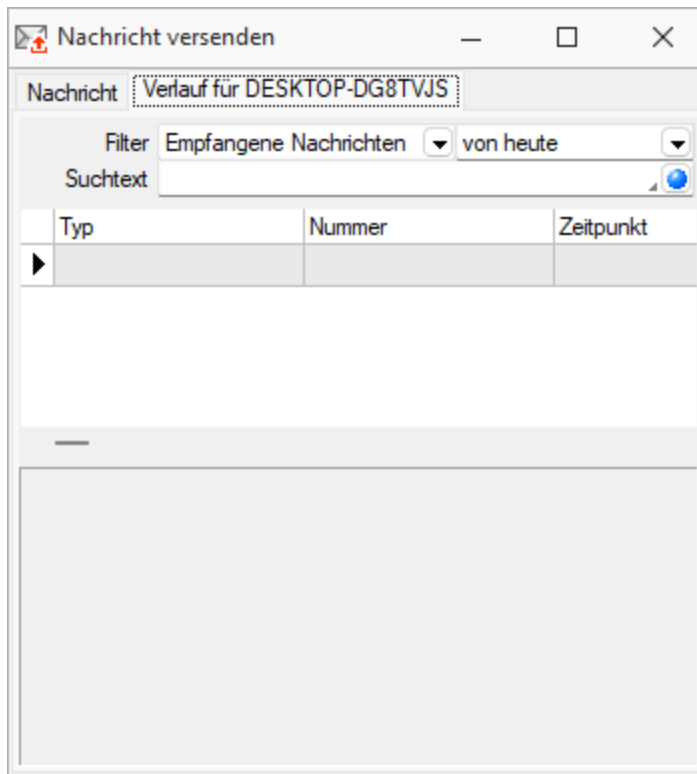 Nachricht versenden
Nachricht Verlauf für DESKTOP-DG8TVJS
Filter Empfangene Nachrichten von heute
Suchtext
Typ Nummer Zeitpunkt